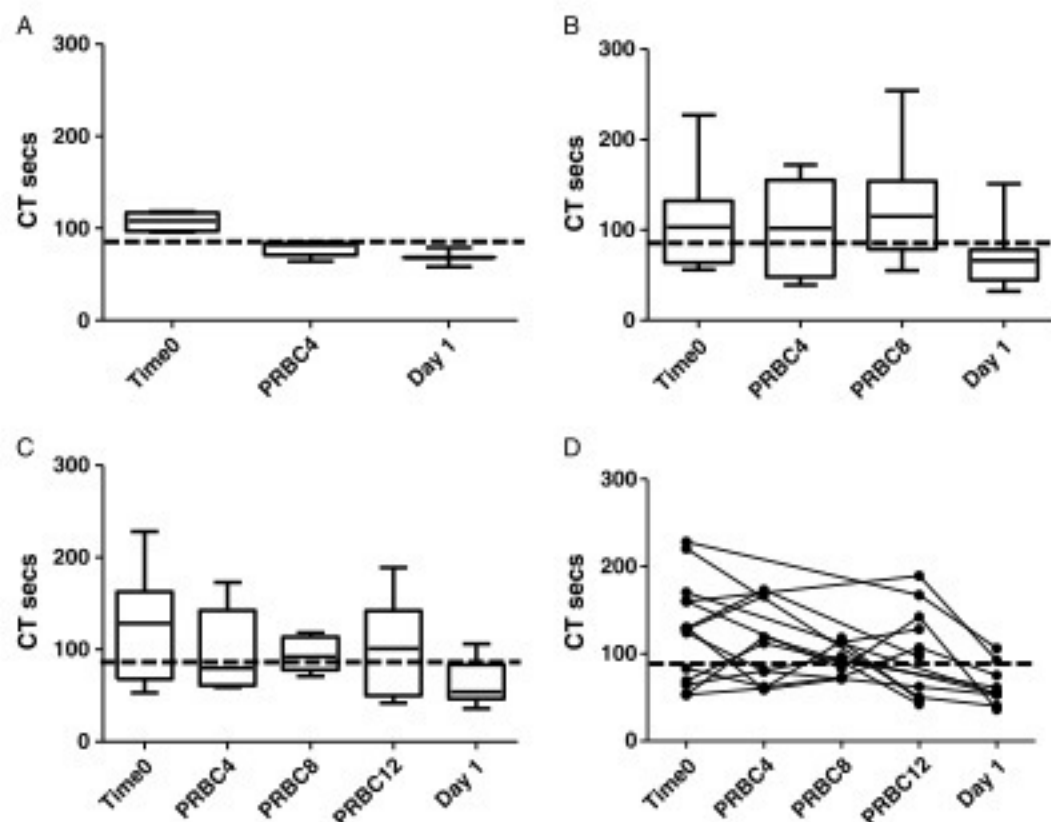 A
CT secs
300
200
100
0
Time0
PRBC4
Day 1
B
CT secs
300
200
100
0
Time0
PRBC4
PRBC8
Day 1
C
CT secs
300
200
100
0
Time0
PRBC4
PRBC8
PRBC12
Day 1
D
CT secs
300
200
100
0
Time0
PRBC4
PRBC8
PRBC12
Day 1